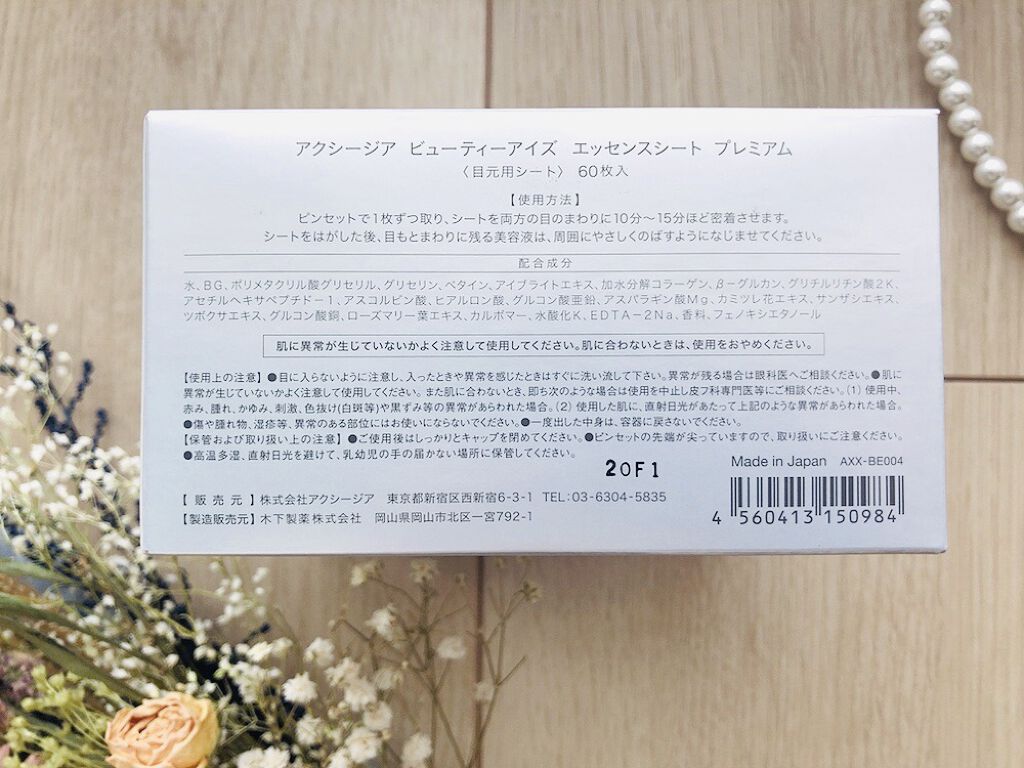 アクシージア ビューティーアイズ エッセンスシート プレミアム
〈目元用シート〉 60枚入
【使用方法】
ピンセットで1枚ずつ取り、シートを両方の目のまわりに10分〜15分ほど密着させます。
シートをはがした後、目もとまわりに残る美容液は、周囲にやさしくのばすようになじませてください。
配合成分
水、BG、ポリメタクリル酸グリセリル、グリセリン、ベタイン、アイブライトエキス、加水分解コラーゲン、β－グルカン、グリチルリチン酸2K、
アセチルヘキサペプチド－1、アスコルビン酸、ヒアルロン酸、グルコン酸亜鉛、アスパラギン酸Mg、カミツレ花エキス、サンザシエキス、
ツボクサエキス、グルコン酸銅、ローズマリー葉エキス、カルボマー、水酸化K、EDTA－2Na、香料、フェノキシエタノール
肌に異常が生じていないかよく注意して使用してください。肌に合わないときは、使用をおやめください。
【使用上の注意】●目に入らないように注意し、入ったときや異常を感じたときはすぐに洗い流して下さい。異常が残る場合は眼科医へご相談ください。●肌に
異常が生じていないかよく注意して使用してください。また肌に合わないとき、即ち次のような場合は使用を中止し皮フ科専門医等にご相談ください。(1) 使用中、
赤み、腫れ、かゆみ、刺激、色抜け(白斑等)や黒ずみ等の異常があらわれた場合。(2) 使用した肌に、直射日光があたって上記のような異常があらわれた場合。
●傷や腫れ物、湿疹等、異常のある部位にはお使いにならないでください。●一度出した中身は、容器に戻さないでください。
【保管および取り扱い上の注意】●ご使用後はしっかりとキャップを閉めてください。●ピンセットの先端が尖っていますので、取り扱いにご注意ください。
●高温多湿、直射日光を避けて、乳幼児の手の届かない場所に保管してください。
2OF1
Made in Japan AXX-BE004
【 販 売 元 】株式会社アクシージア 東京都新宿区西新宿6-3-1 TEL:03-6304-5835
【製造販売元】木下製薬株式会社 岡山県岡山市北区一宮792-1
4 560413 150984